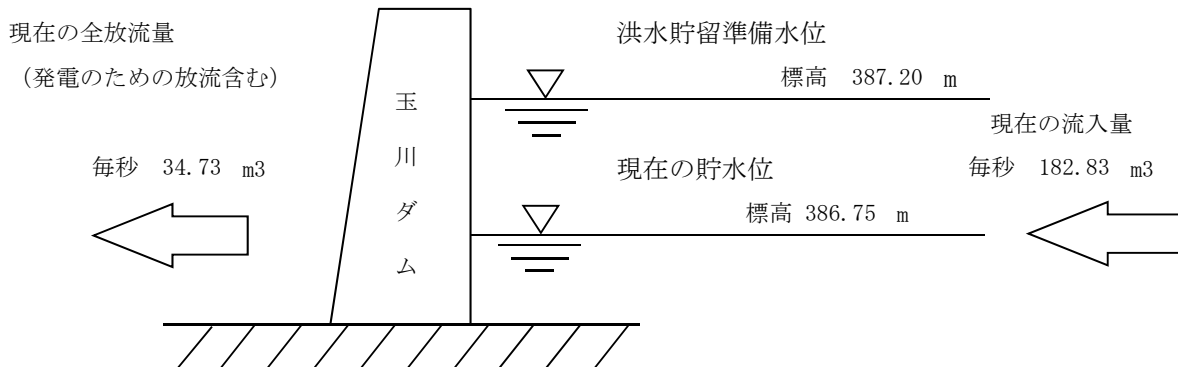 現在の全放流量
（発電のための放流含む）
毎秒 34.73 m3
玉川ダム
洪水貯留準備水位
標高 387.20 m
現在の貯水位
標高 386.75 m
現在の流入量
毎秒 182.83 m3